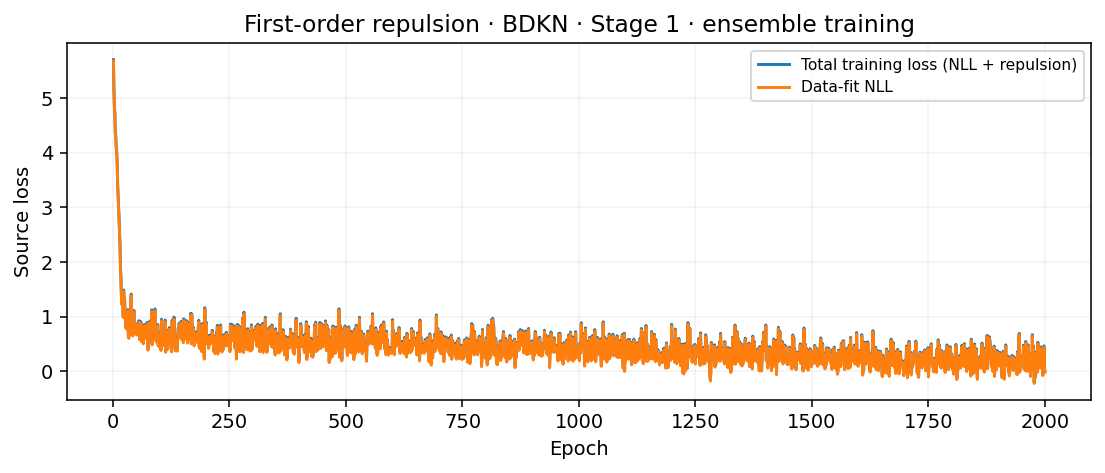 First-order repulsion · BDKN · Stage 1 · ensemble training
Total training loss (NLL + repulsion)
Data-fit NLL
Source loss
5
4
3
2
1
0
0 250 500 750 1000 1250 1500 1750 2000
Epoch